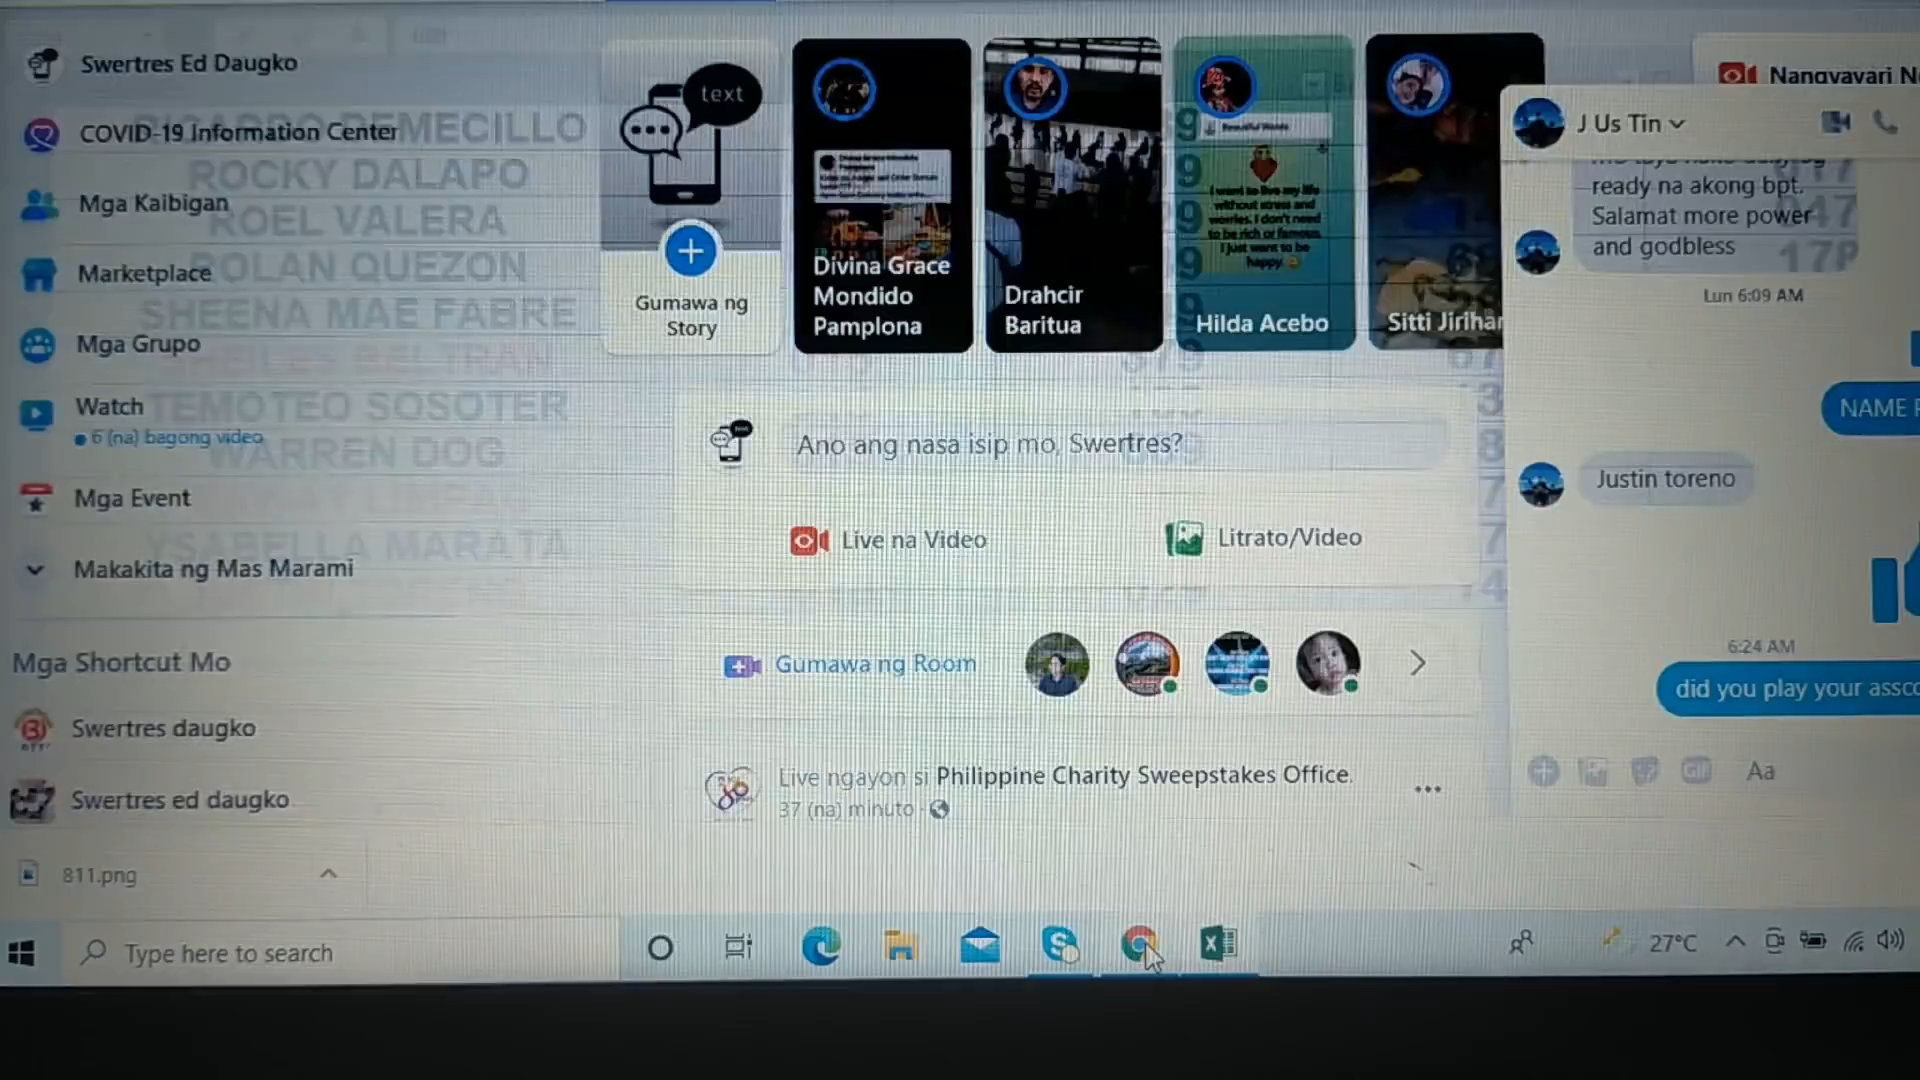 Swertres Ed Daugko
COVID-19 Information Center
DEMECILLO
ROCKY DALAPO
Mga Kaibigan
ROEL VALERA
Marketplace
ROLAN QUEZON
SHEENA MAE FABRE
Mga Grupo
BELTRAN
Watch
TEMOTEO SOSOTER
6 (na) bagong video
WARREN DOG
Mga Event
YSABELLA MARATA
Makakita ng Mas Marami
Mga Shortcut Mo
Swertres daugko
Swertres ed daugko
811.png
text
Gumawa ng
Story
Divina Grace
Mondido
Pamplona
Drahcir
Baritua
Beautiful Words
I want to live my life
without stress and
worries. I don't need
to be rich or famous.
I just want to be
happy.
Hilda Acebo
Sitti Jirihan
Ano ang nasa isip mo, Swertres?
Live na Video
Litrato/Video
Gumawa ng Room
Live ngayon si Philippine Charity Sweepstakes Office.
37 (na) minuto
J Us Tin
ready na akong bpt.
Salamat more power
and godbless
047
17P
Lun 6:09 AM
NAME
Justin toreno
6:24 AM
did you play your assco
GIF
Aa
Type here to search
27°C